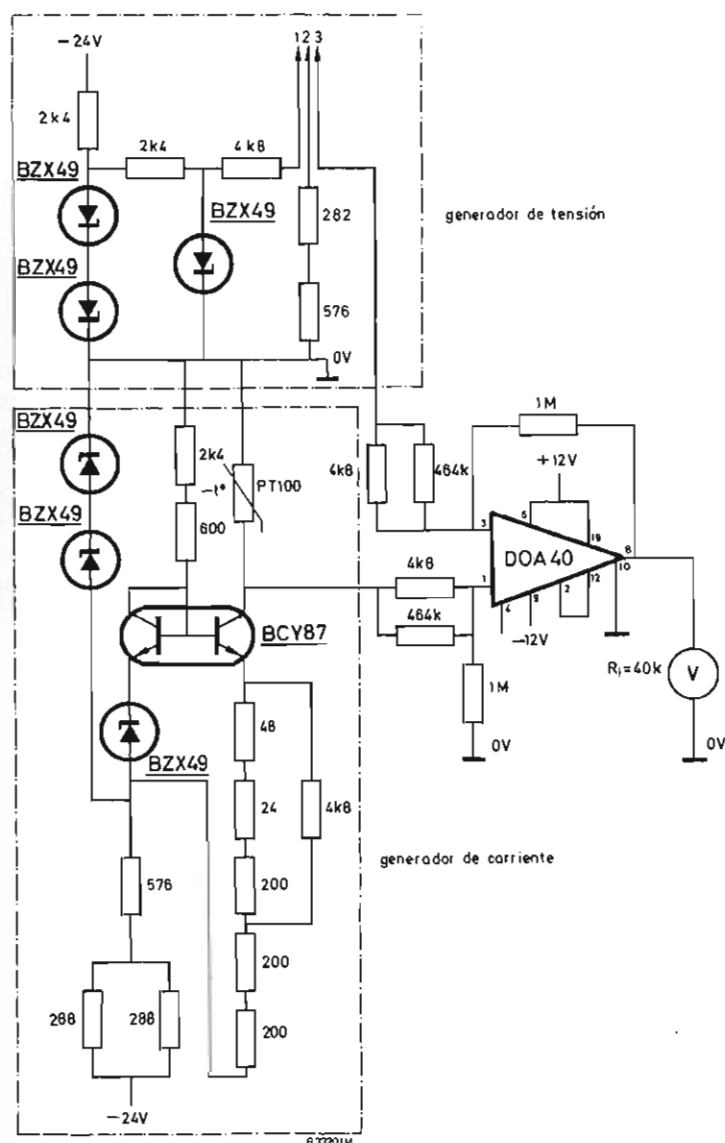 −24V
1 2 3
2k4
2k4
4k8
BZX49
BZX49
282
generador de tensión
BZX49
576
0V
BZX49
1M
2k4
4k8
464k
+12V
−t°
PT100
BZX49
600
3
6
19
8
DOA40
10
4k8
1
2
12
4
9
464k
−12V
BCY87
Ri=40k
V
1M
48
BZX49
0V
0V
24
4k8
generador de corriente
576
200
200
288
288
200
−24V